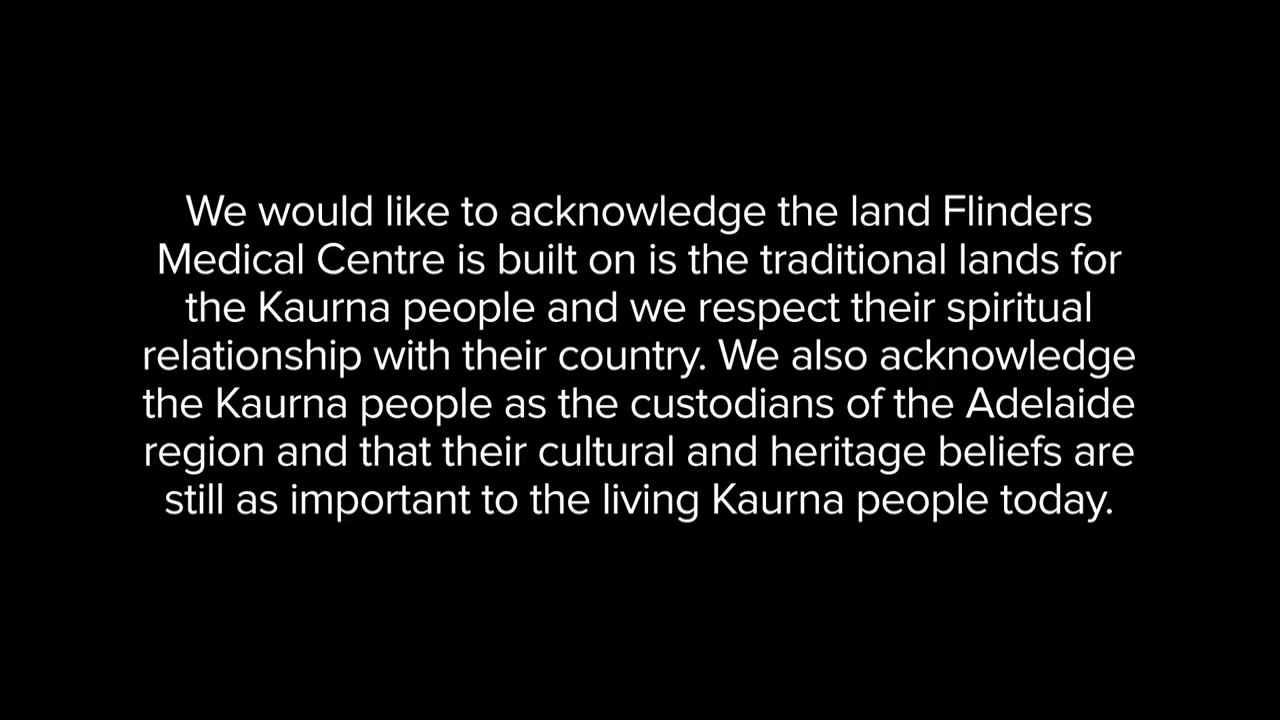 We would like to acknowledge the land Flinders
Medical Centre is built on is the traditional lands for
the Kaurna people and we respect their spiritual
relationship with their country. We also acknowledge
the Kaurna people as the custodians of the Adelaide
region and that their cultural and heritage beliefs are
still as important to the living Kaurna people today.